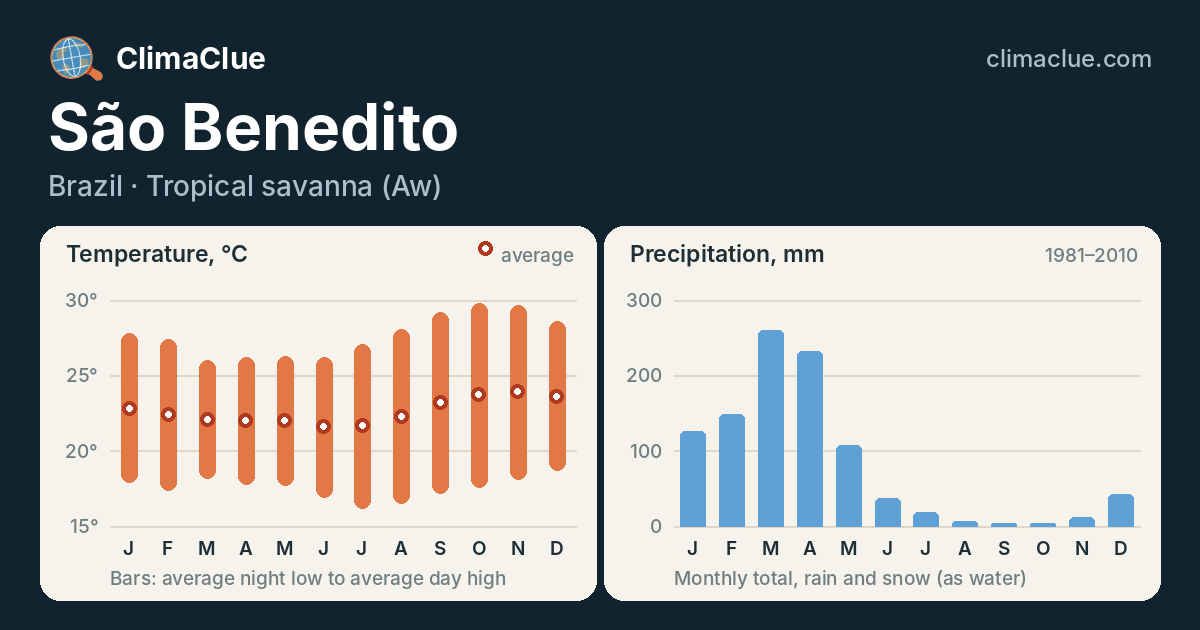 ClimaClue
climaclue.com
São Benedito
Brazil · Tropical savanna (Aw)
Temperature, °C
average
30°
25°
20°
15°
J F M A M J J A S O N D
Bars: average night low to average day high
Precipitation, mm
1981–2010
300
200
100
0
J F M A M J J A S O N D
Monthly total, rain and snow (as water)